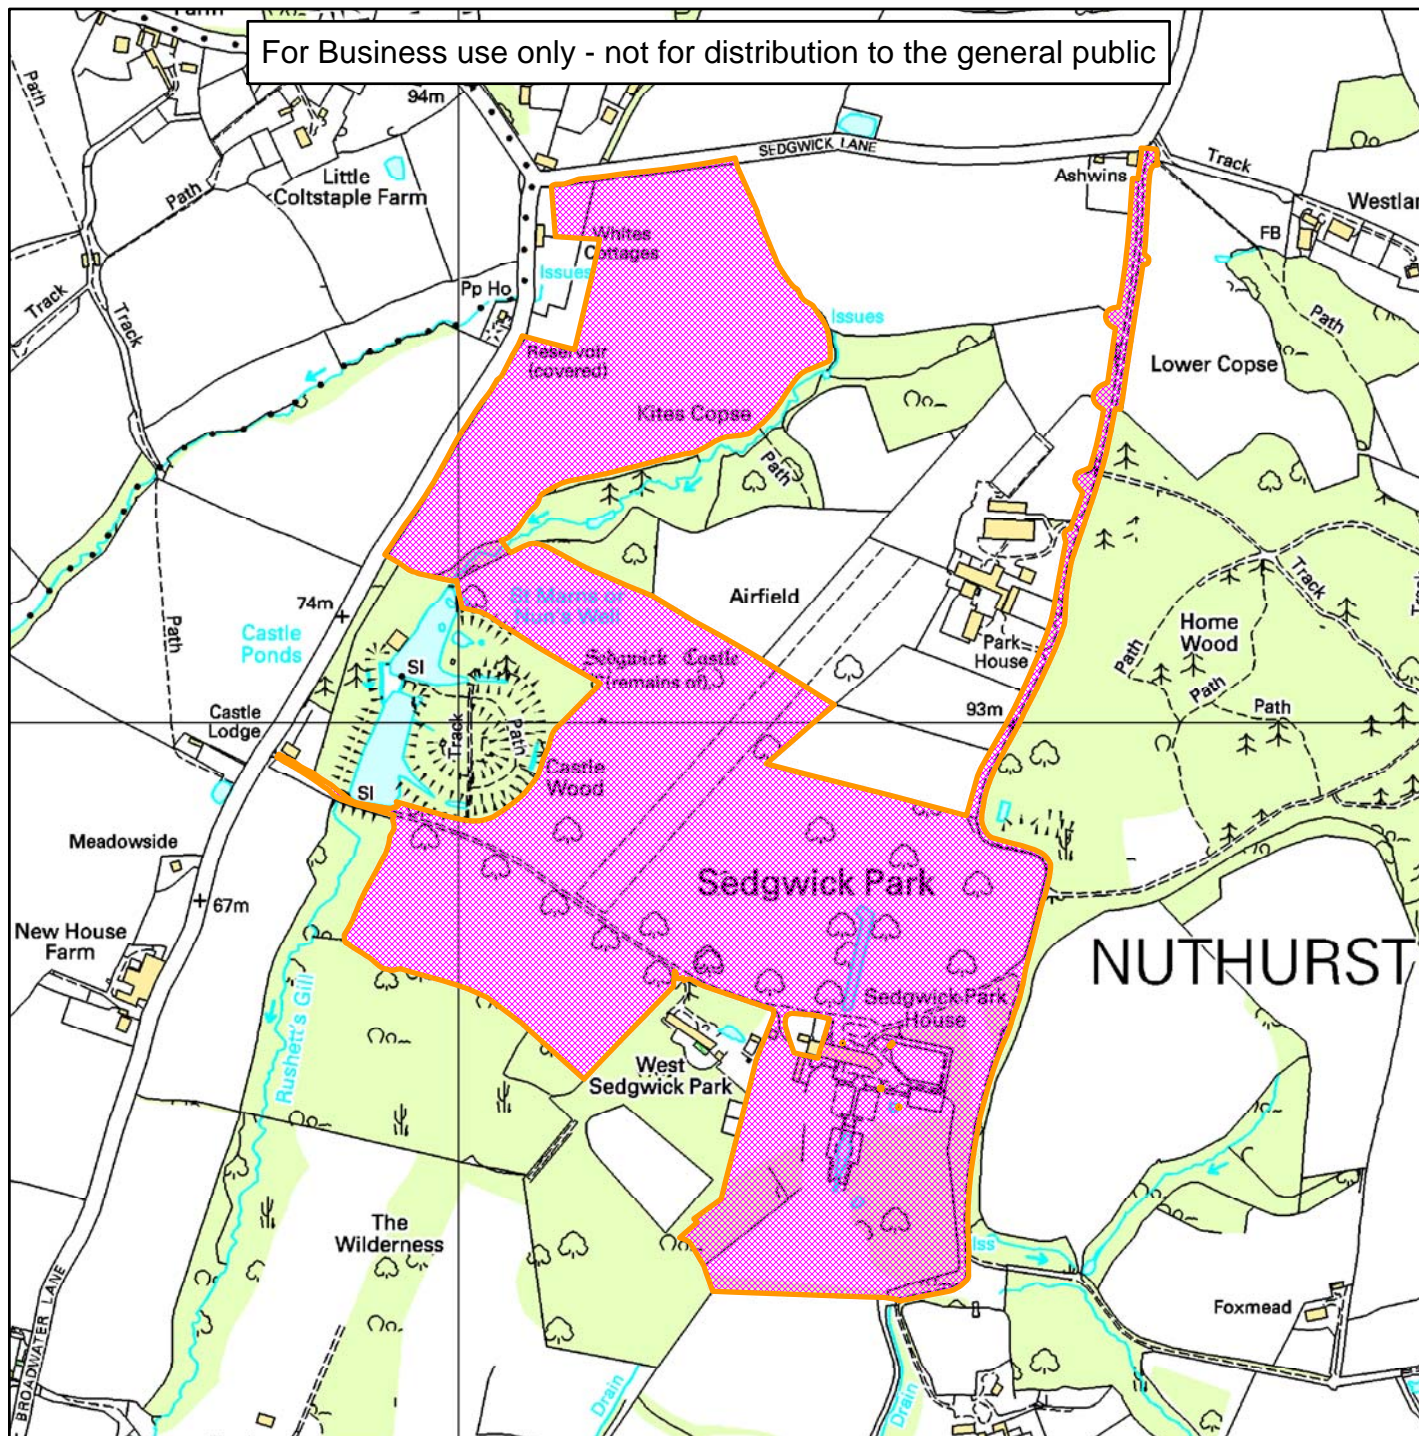 Farm
For Business use only - not for distribution to the general public
Path
94m
SEDGWICK LANE
Little
Coltstaple Farm
Path
Ashwins
Track
Westlan
Whites
Cottages
FB
Issues
Pp Ho
Track
Track
Issues
Path
Reservoir
(covered)
Lower Copse
Kites Copse
Path
Airfield
74m
St Mary's or
Nun's Well
Castle
Ponds
Track
Home
Wood
Path
Park
House
Sedgwick Castle
(remains of)
SI
Path
Path
Path
93m
Castle
Lodge
Track
Path
Castle
Wood
SI
Meadowside
Sedgwick Park
67m
New House
Farm
NUTHURST
Sedgwick Park
House
Rushett's Gill
West
Sedgwick Park
The
Wilderness
Iss
BROADWATER LANE
Foxmead
Drain
Drain